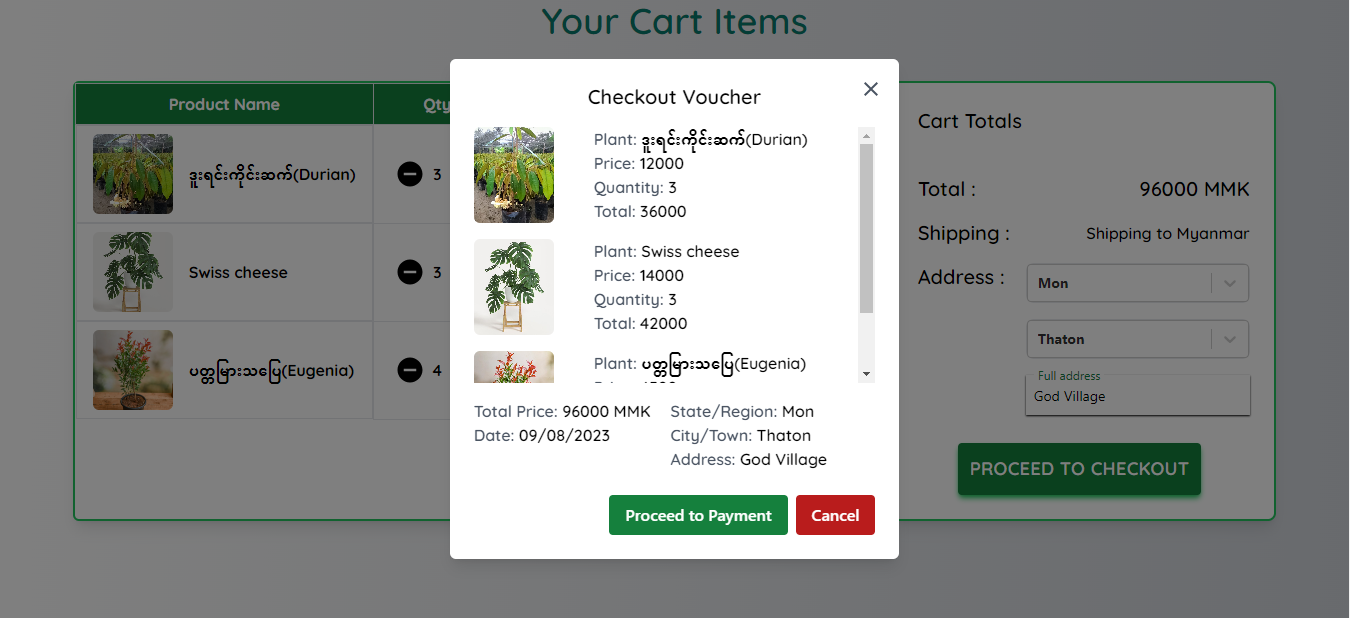 Your Cart Items
Product Name
Qty
ဒူးရင်းကိုင်းဆက်(Durian)
3
Swiss cheese
3
ပတ္တမြားသပြေ(Eugenia)
4
Checkout Voucher
Plant: ဒူးရင်းကိုင်းဆက်(Durian)
Price: 12000
Quantity: 3
Total: 36000
Plant: Swiss cheese
Price: 14000
Quantity: 3
Total: 42000
Plant: ပတ္တမြားသပြေ(Eugenia)
Total Price: 96000 MMK
Date: 09/08/2023
State/Region: Mon
City/Town: Thaton
Address: God Village
Proceed to Payment
Cancel
Cart Totals
Total : 96000 MMK
Shipping : Shipping to Myanmar
Address : Mon
Thaton
Full address
God Village
PROCEED TO CHECKOUT